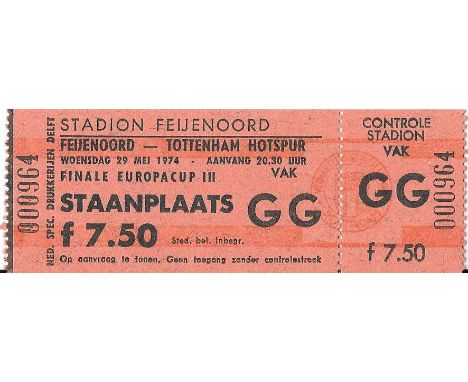 000964
NED. SPEC. DRUKKERIJEN DELFT
STADION FEIJENOORD
FEIJENOORD — TOTTENHAM HOTSPUR
WOENSDAG 29 MEI 1974 - AANVANG 20.30 UUR
FINALE EUROPACUP III
VAK
STAANPLAATS GG
f 7.50 Sted. bel. inbegr.
Op aanvraag te tonen. Geen toegang zonder controlestrook
CONTROLE
STADION
VAK
GG
f 7.50
000964